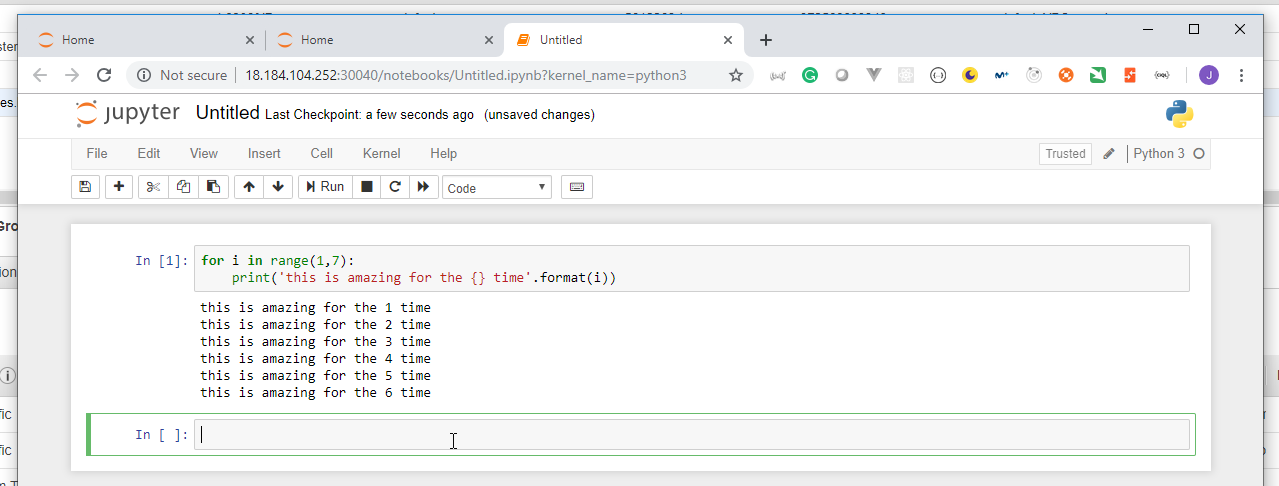 Home
Home
Untitled
Not secure
18.184.104.252:30040/notebooks/Untitled.ipynb?kernel_name=python3
J
jupyter Untitled Last Checkpoint: a few seconds ago (unsaved changes)
File Edit View Insert Cell Kernel Help
Trusted
Python 3
Run
Code
In [1]:
for i in range(1,7):
print('this is amazing for the {} time'.format(i))
this is amazing for the 1 time
this is amazing for the 2 time
this is amazing for the 3 time
this is amazing for the 4 time
this is amazing for the 5 time
this is amazing for the 6 time
In [ ]: